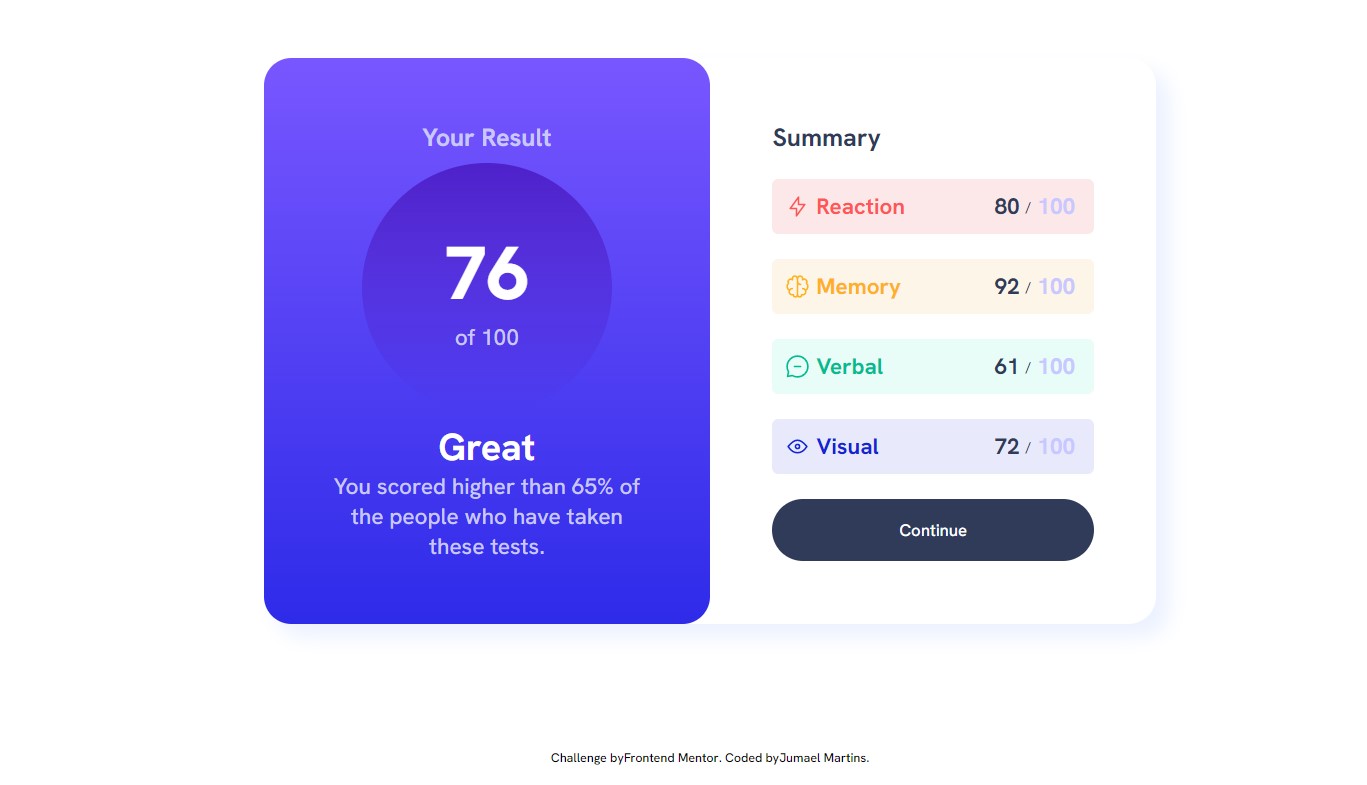 Your Result
76
of 100
Great
You scored higher than 65% of
the people who have taken
these tests.
Summary
Reaction 80 / 100
Memory 92 / 100
Verbal 61 / 100
Visual 72 / 100
Continue
Challenge byFrontend Mentor. Coded byJumael Martins.